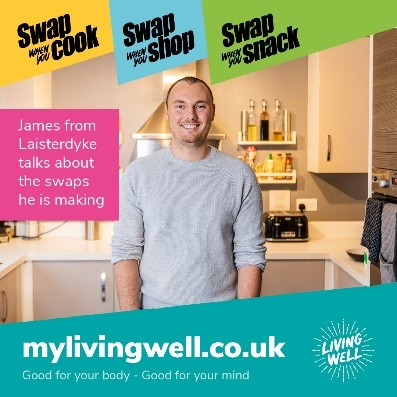 Swap
WHEN YOU
COOK
Swap
WHEN YOU
shop
Swap
WHEN YOU
snack
James from
Laisterdyke
talks about
the swaps
he is making
mylivingwell.co.uk
Good for your body - Good for your mind
LIVING
WELL